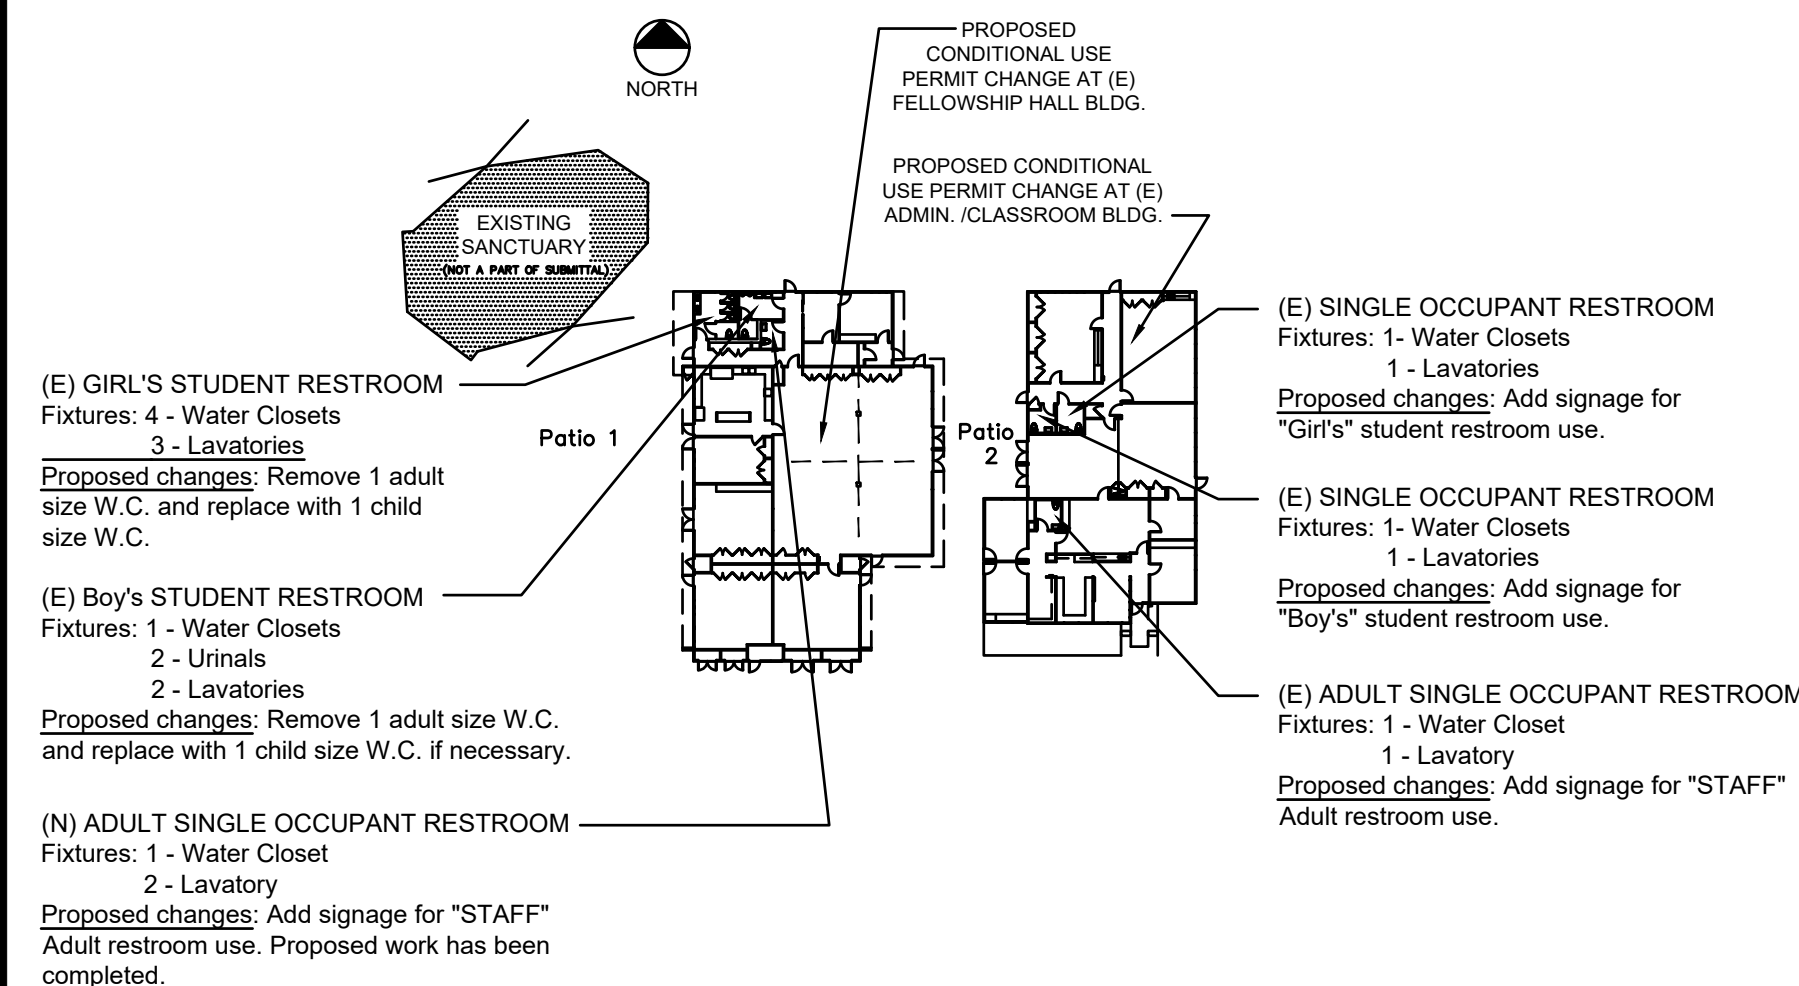 NORTH
PROPOSED
CONDITIONAL USE
PERMIT CHANGE AT (E)
FELLOWSHIP HALL BLDG.
PROPOSED CONDITIONAL
USE PERMIT CHANGE AT (E)
ADMIN. /CLASSROOM BLDG.
EXISTING
SANCTUARY
(NOT A PART OF SUBMITTAL)
(E) GIRL'S STUDENT RESTROOM
Fixtures: 4 - Water Closets
3 - Lavatories
Proposed changes: Remove 1 adult
size W.C. and replace with 1 child
size W.C.
(E) Boy's STUDENT RESTROOM
Fixtures: 1 - Water Closets
2 - Urinals
2 - Lavatories
Proposed changes: Remove 1 adult size W.C.
and replace with 1 child size W.C. if necessary.
(N) ADULT SINGLE OCCUPANT RESTROOM
Fixtures: 1 - Water Closet
2 - Lavatory
Proposed changes: Add signage for "STAFF"
Adult restroom use. Proposed work has been
completed.
Patio 1
Patio
2
(E) SINGLE OCCUPANT RESTROOM
Fixtures: 1- Water Closets
1 - Lavatories
Proposed changes: Add signage for
"Girl's" student restroom use.
(E) SINGLE OCCUPANT RESTROOM
Fixtures: 1- Water Closets
1 - Lavatories
Proposed changes: Add signage for
"Boy's" student restroom use.
(E) ADULT SINGLE OCCUPANT RESTROOM
Fixtures: 1 - Water Closet
1 - Lavatory
Proposed changes: Add signage for "STAFF"
Adult restroom use.